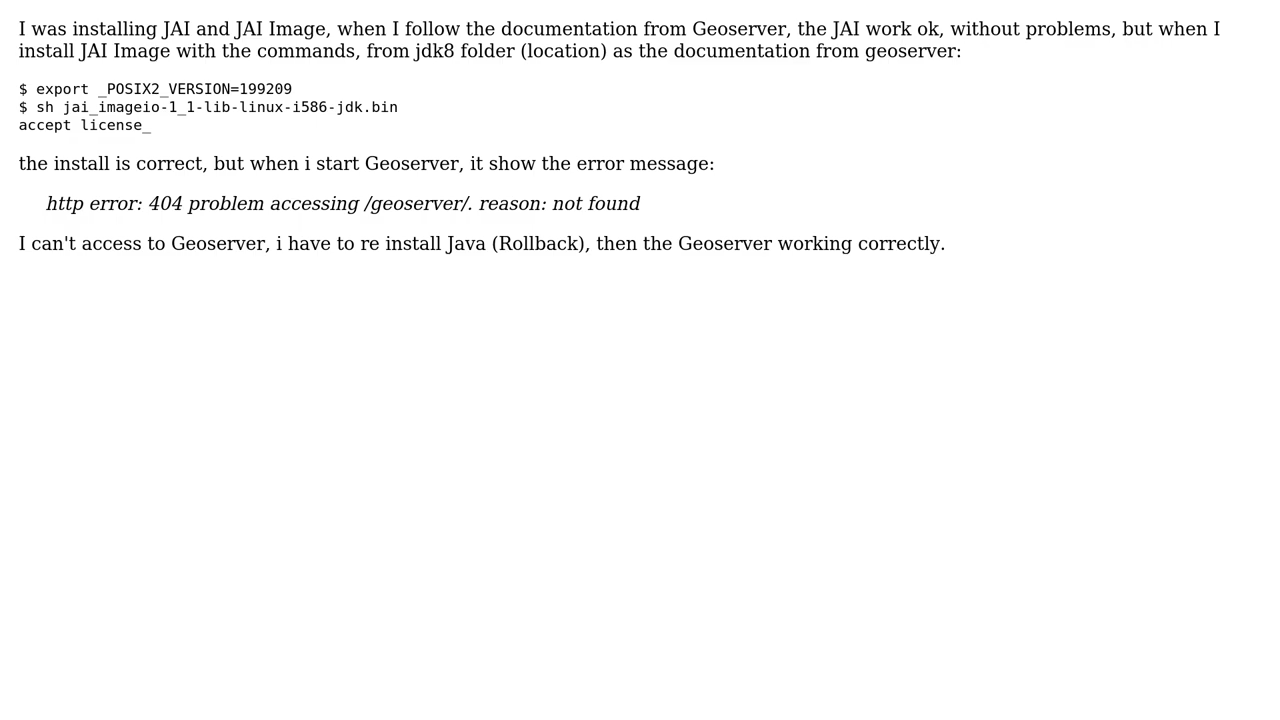 I was installing JAI and JAI Image, when I follow the documentation from Geoserver, the JAI work ok, without problems, but when I
install JAI Image with the commands, from jdk8 folder (location) as the documentation from geoserver:
$ export _POSIX2_VERSION=199209
$ sh jai_imageio-1_1-lib-linux-i586-jdk.bin
accept license_
the install is correct, but when i start Geoserver, it show the error message:
http error: 404 problem accessing /geoserver/. reason: not found
I can't access to Geoserver, i have to re install Java (Rollback), then the Geoserver working correctly.